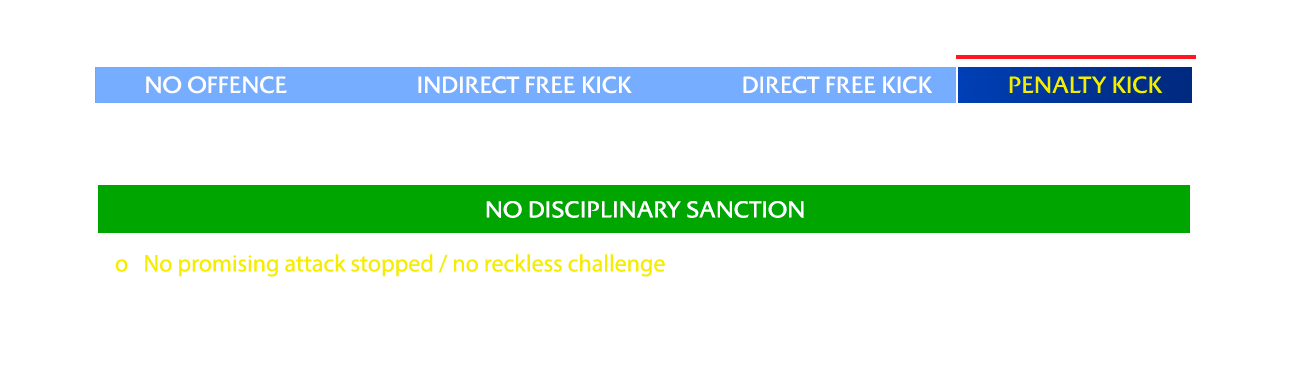 NO OFFENCE INDIRECT FREE KICK DIRECT FREE KICK PENALTY KICK
NO DISCIPLINARY SANCTION
o No promising attack stopped / no reckless challenge